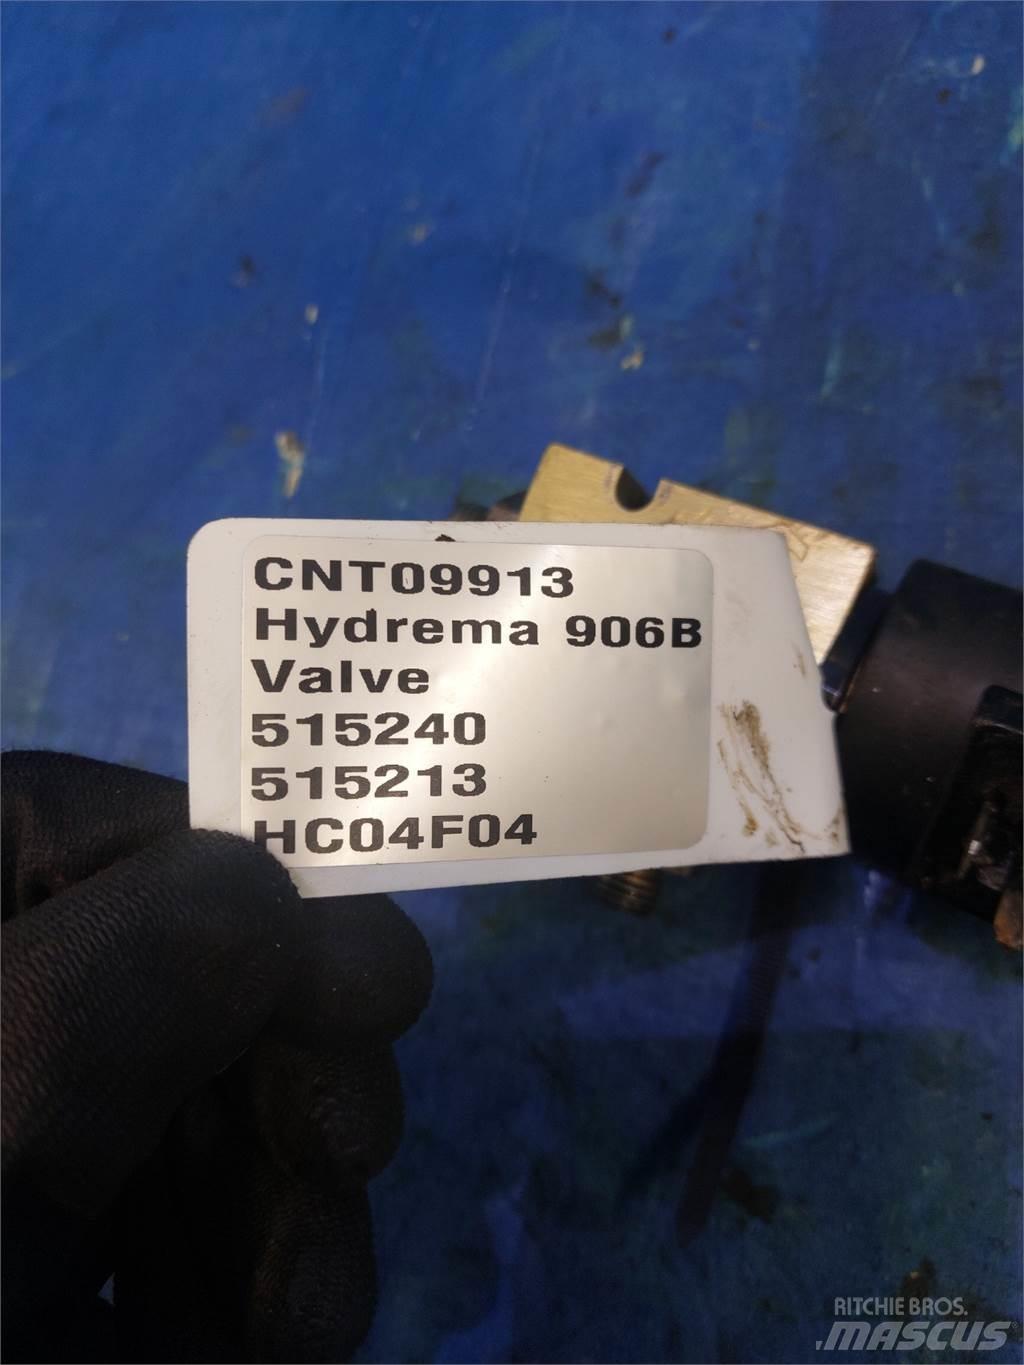 CNT09913
Hydrema 906B
Valve
515240
515213
HC04F04
RITCHIE BROS.
MASCUS